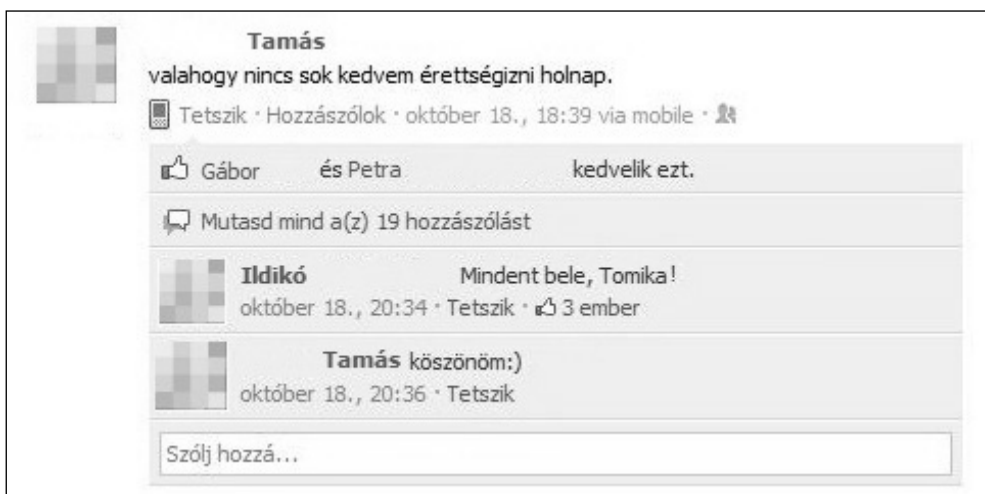 Tamás
valahogy nincs sok kedvem érettségizni holnap.
Tetszik · Hozzászólok · október 18., 18:39 via mobile ·
Gábor és Petra kedvelik ezt.
Mutasd mind a(z) 19 hozzászólást
Ildikó Mindent bele, Tomika!
október 18., 20:34 · Tetszik · 3 ember
Tamás köszönöm:)
október 18., 20:36 · Tetszik
Szólj hozzá...